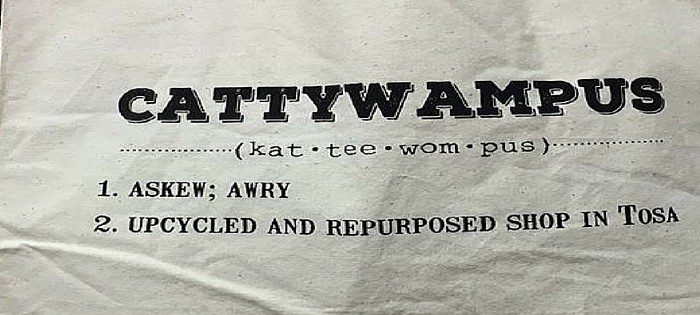 CATTYWAMPUS
(kat•tee•wom•pus)
1. ASKEW; AWRY
2. UPCYCLED AND REPURPOSED SHOP IN TOSA